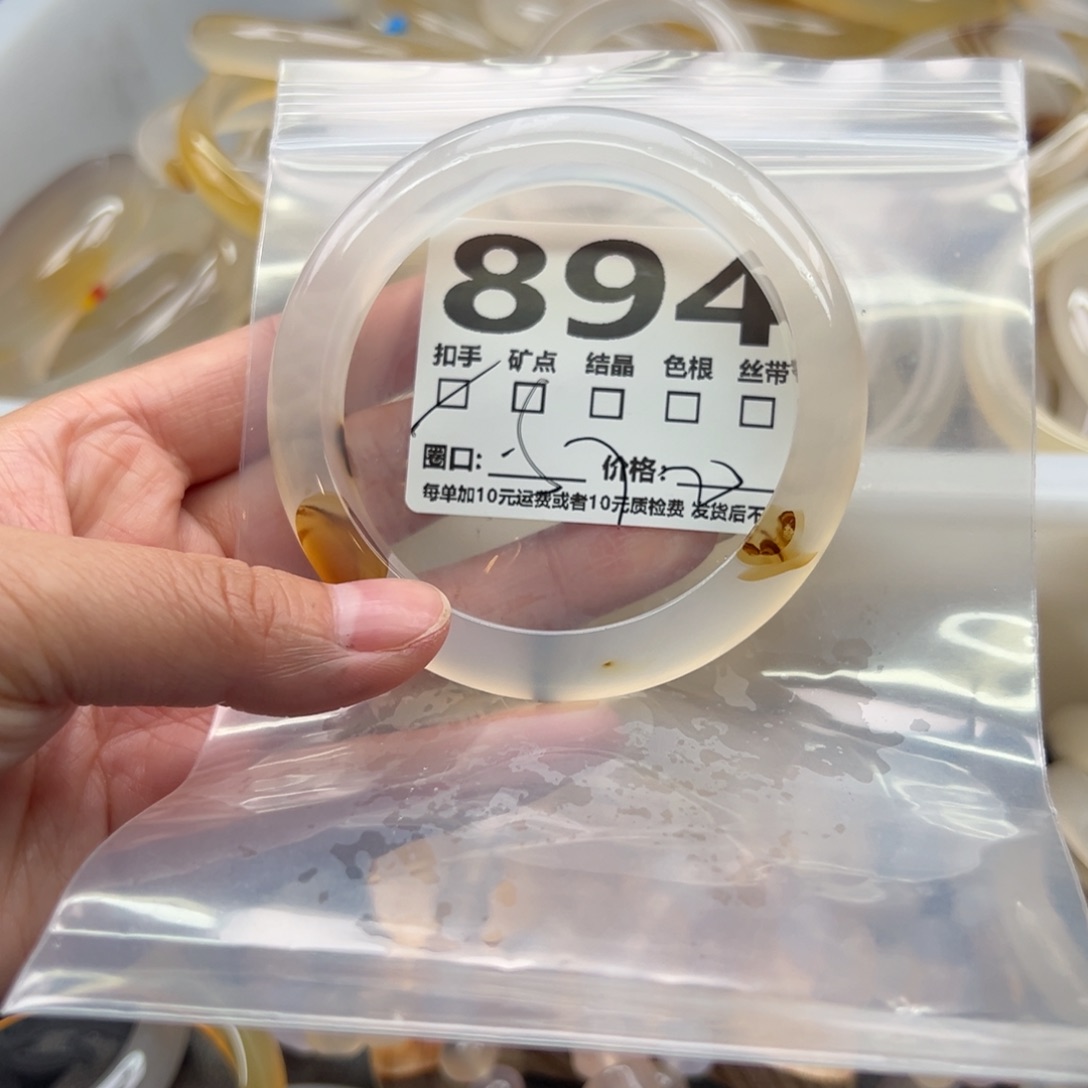 894
扣手 矿点 结晶 色根 丝带
圈口: 价格:
每单加10元运费或者10元质检费 发货后不